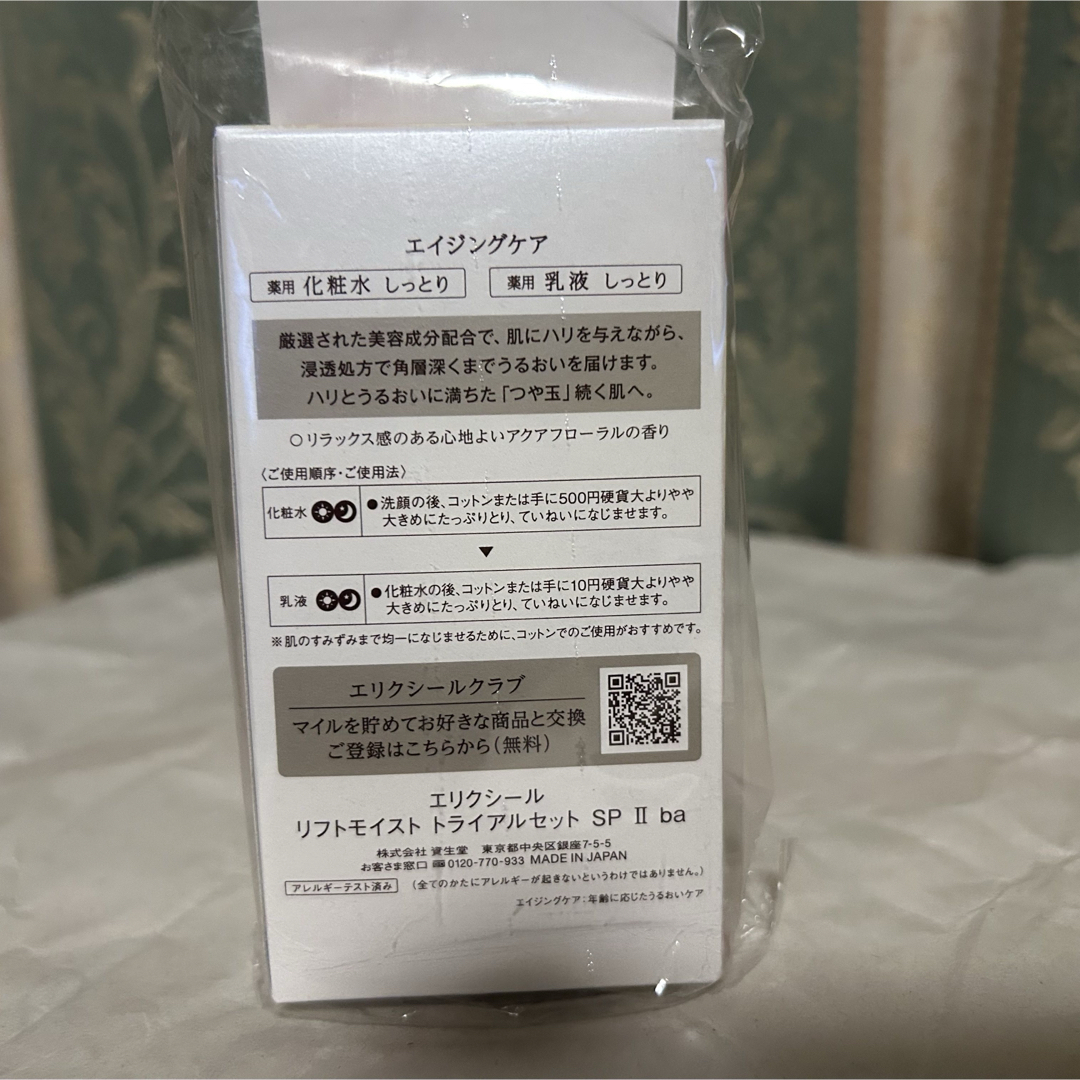 エイジングケア
薬用 化粧水 しっとり
薬用 乳液 しっとり
厳選された美容成分配合で、肌にハリを与えながら、
浸透処方で角層深くまでうるおいを届けます。
ハリとうるおいに満ちた「つや玉」続く肌へ。
○リラックス感のある心地よいアクアフローラルの香り
〈ご使用順序・ご使用法〉
化粧水
●洗顔の後、コットンまたは手に500円硬貨大よりやや
大きめにたっぷりとり、ていねいになじませます。
▼
乳液
●化粧水の後、コットンまたは手に10円硬貨大よりやや
大きめにたっぷりとり、ていねいになじませます。
※肌のすみずみまで均一になじませるために、コットンでのご使用がおすすめです。
エリクシールクラブ
マイルを貯めてお好きな商品と交換
ご登録はこちらから(無料)
エリクシール
リフトモイスト トライアルセット SP Ⅱ ba
株式会社 資生堂 東京都中央区銀座7-5-5
お客さま窓口 0120-770-933 MADE IN JAPAN
アレルギーテスト済み (全てのかたにアレルギーが起きないというわけではありません。)
エイジングケア:年齢に応じたうるおいケア